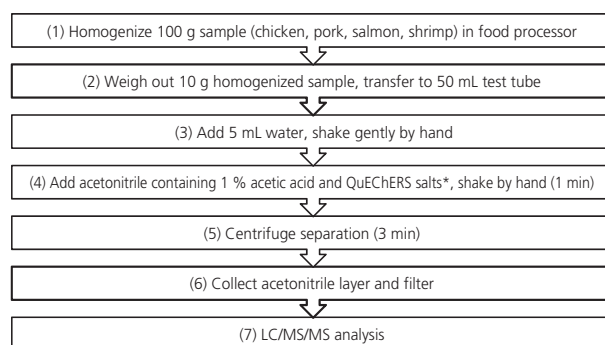 (1) Homogenize 100 g sample (chicken, pork, salmon, shrimp) in food processor
(2) Weigh out 10 g homogenized sample, transfer to 50 mL test tube
(3) Add 5 mL water, shake gently by hand
(4) Add acetonitrile containing 1 % acetic acid and QuEChERS salts*, shake by hand (1 min)
(5) Centrifuge separation (3 min)
(6) Collect acetonitrile layer and filter
(7) LC/MS/MS analysis